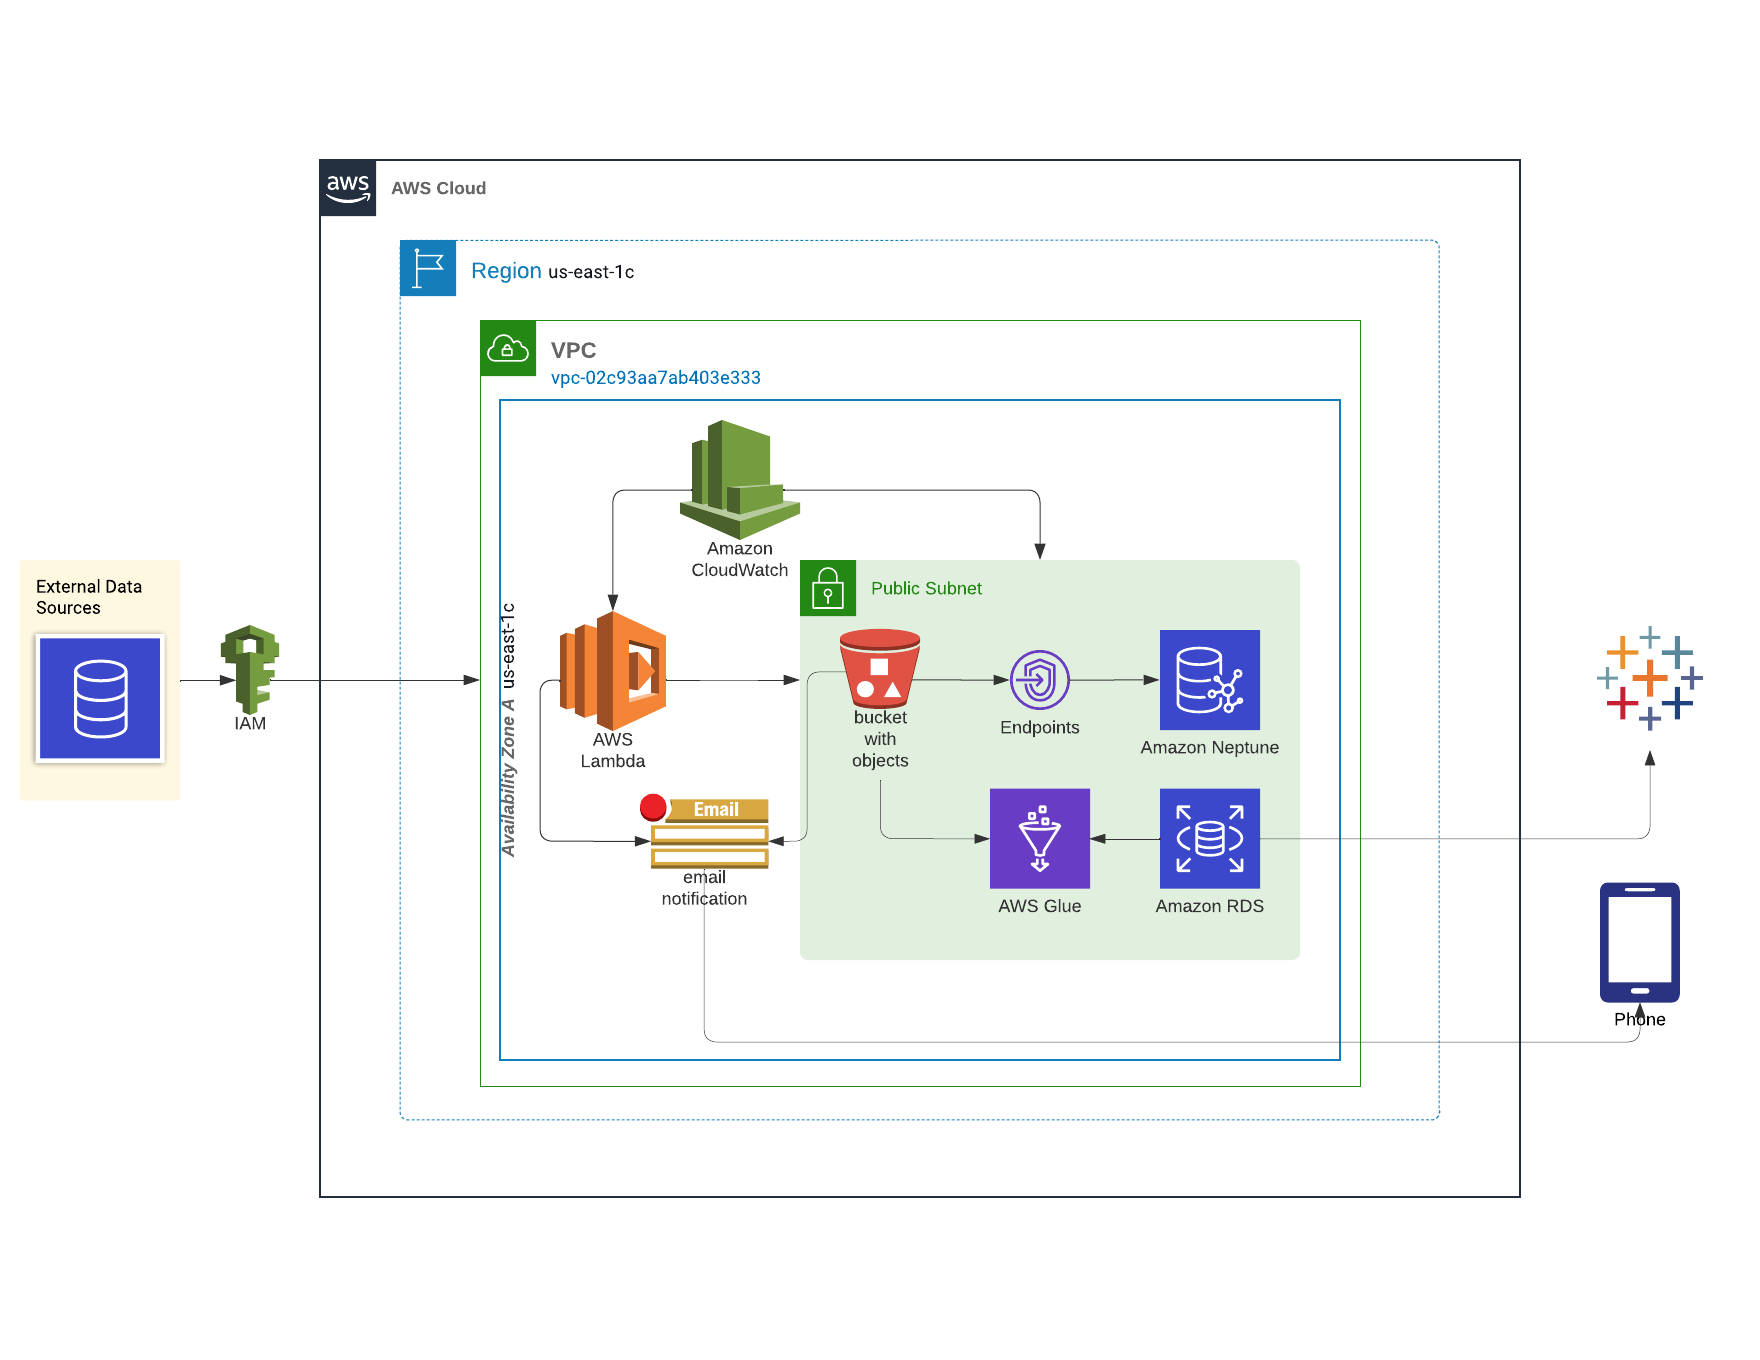 aws
AWS Cloud
Region us-east-1c
VPC
vpc-02c93aa7ab403e333
Amazon
CloudWatch
External Data
Sources
IAM
Availability Zone A us-east-1c
AWS
Lambda
Email
email
notification
Public Subnet
bucket
with
objects
Endpoints
Amazon Neptune
AWS Glue
Amazon RDS
Phone